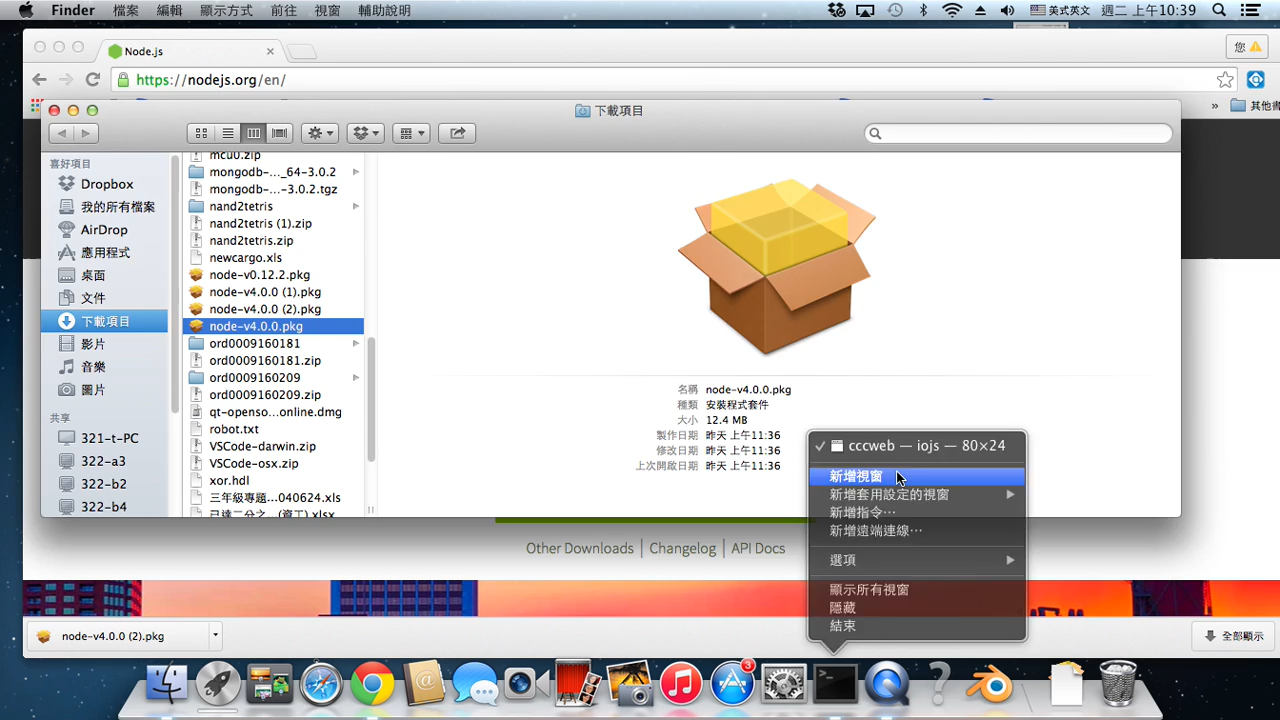 Finder 檔案 編輯 顯示方式 前往 視窗 輔助說明 美式英文 週二 上午10:39
Node.js
您
https://nodejs.org/en/
» 其他書
下載項目
喜好項目
Dropbox
我的所有檔案
AirDrop
應用程式
桌面
文件
下載項目
影片
音樂
圖片
共享
321-t-PC
322-a3
322-b2
322-b4
mcu0.zip
mongodb-..._64-3.0.2
mongodb-...-3.0.2.tgz
nand2tetris
nand2tetris (1).zip
nand2tetris.zip
newcargo.xls
node-v0.12.2.pkg
node-v4.0.0 (1).pkg
node-v4.0.0 (2).pkg
node-v4.0.0.pkg
ord0009160181
ord0009160181.zip
ord0009160209
ord0009160209.zip
qt-openso...online.dmg
robot.txt
VSCode-darwin.zip
VSCode-osx.zip
xor.hdl
三年級專題...040624.xls
已達二分之...(資工).xlsx
名稱 node-v4.0.0.pkg
種類 安裝程式套件
大小 12.4 MB
製作日期 昨天 上午11:36
修改日期 昨天 上午11:36
上次開啟日期 昨天 上午11:36
✓ cccweb — iojs — 80×24
新增視窗
新增套用設定的視窗
新增指令⋯
新增遠端連線⋯
選項
顯示所有視窗
隱藏
結束
Other Downloads | Changelog | API Docs
node-v4.0.0 (2).pkg
全部顯示
3